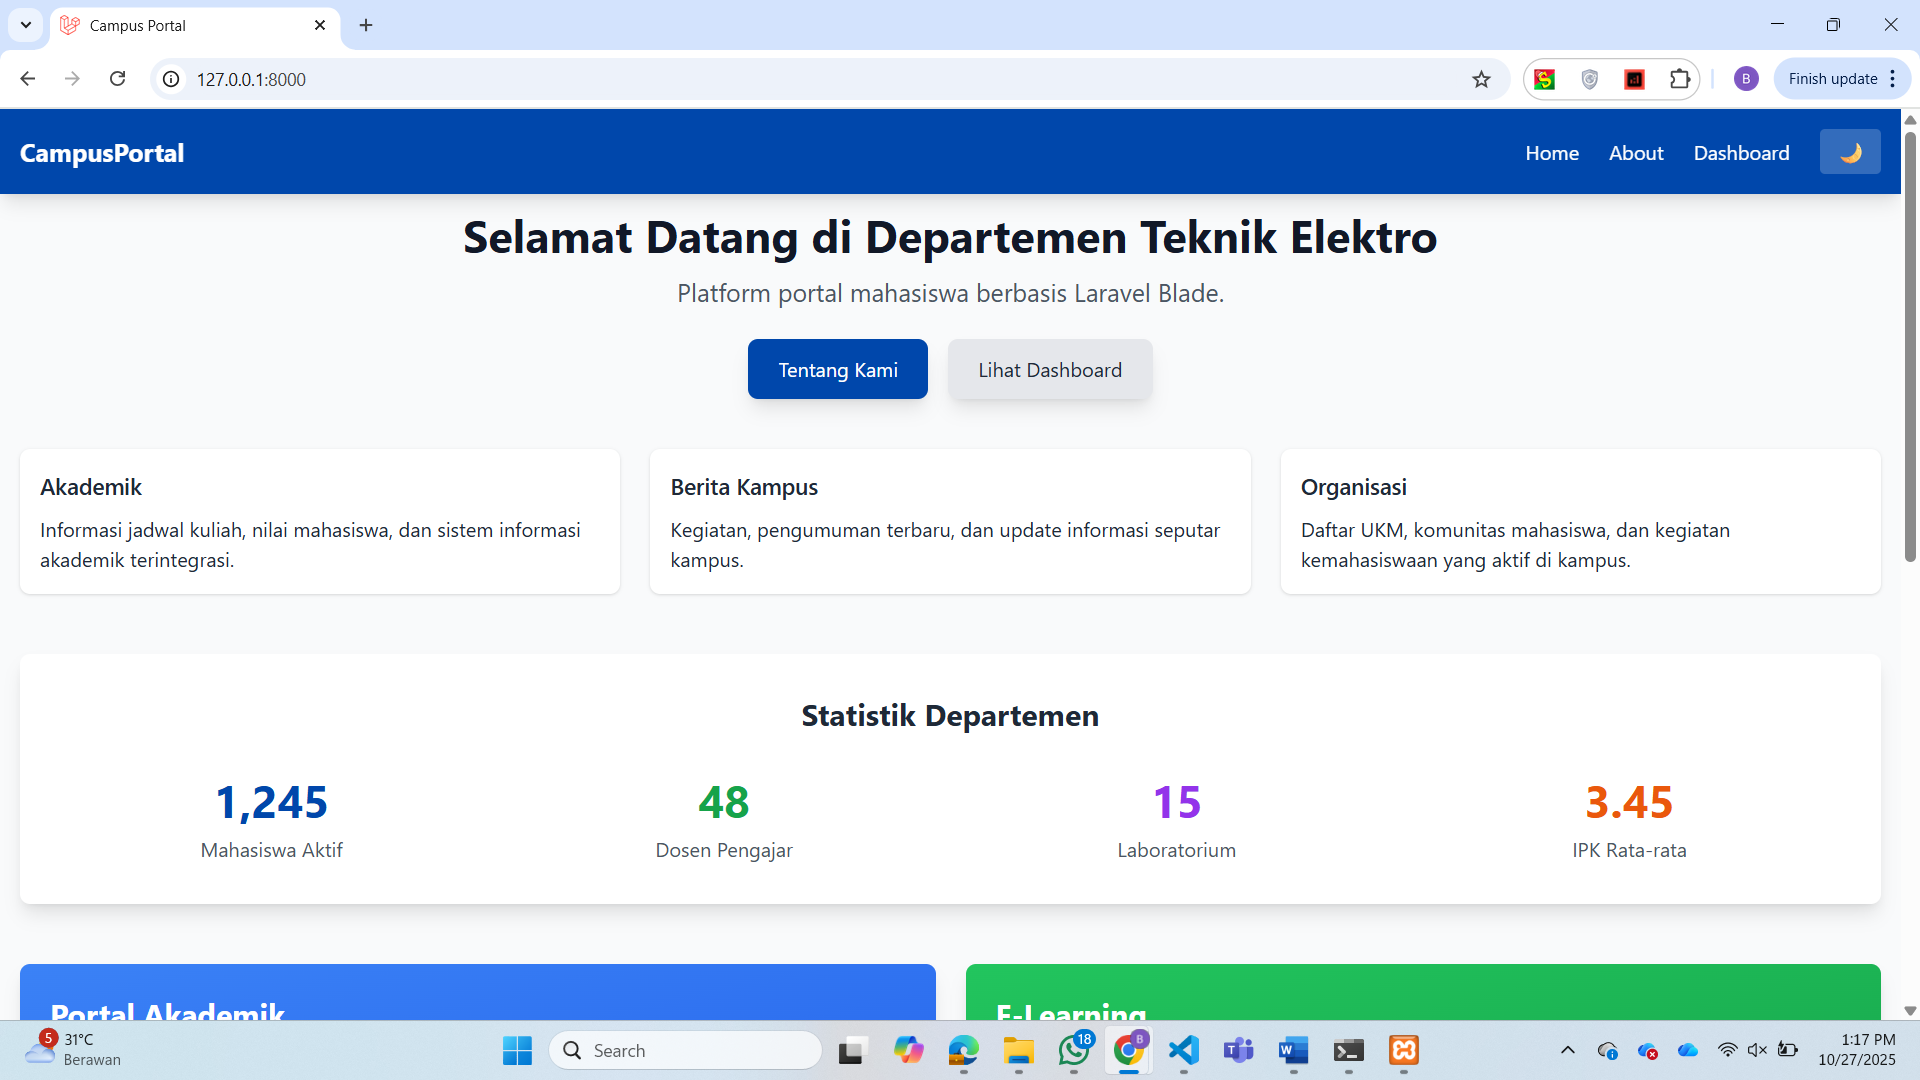 Campus Portal
127.0.0.1:8000
B
Finish update
CampusPortal
Home About Dashboard
Selamat Datang di Departemen Teknik Elektro
Platform portal mahasiswa berbasis Laravel Blade.
Tentang Kami Lihat Dashboard
Akademik
Informasi jadwal kuliah, nilai mahasiswa, dan sistem informasi
akademik terintegrasi.
Berita Kampus
Kegiatan, pengumuman terbaru, dan update informasi seputar
kampus.
Organisasi
Daftar UKM, komunitas mahasiswa, dan kegiatan
kemahasiswaan yang aktif di kampus.
Statistik Departemen
1,245
Mahasiswa Aktif
48
Dosen Pengajar
15
Laboratorium
3.45
IPK Rata-rata
Portal Akademik
E-Learning
5
31°C
Berawan
Search
18
B
1:17 PM
10/27/2025